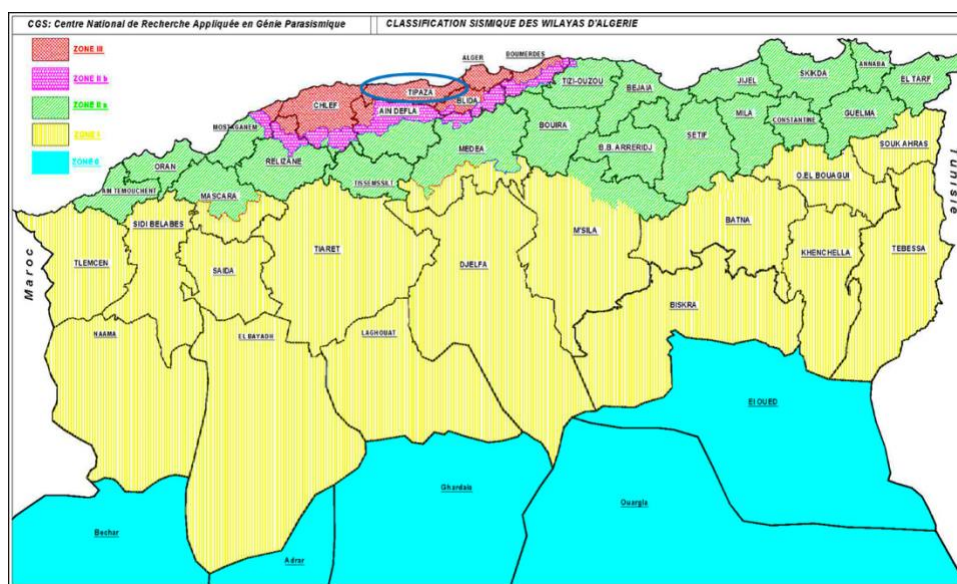 CGS: Centre National de Recherche Appliquée en Génie Parasismique
CLASSIFICATION SISMIQUE DES WILAYAS D'ALGERIE
ZONE III
ZONE II b
ZONE II a
ZONE I
ZONE 0
ALGER
BOUMERDES
TIPAZA
BLIDA
CHLEF
AIN DEFLA
TIZI-OUZOU
BEJAIA
JIJEL
SKIKDA
ANNABA
EL TARF
MOSTAGANEM
RELIZANE
MEDEA
BOUIRA
B.B. ARRERIDJ
SETIF
MILA
CONSTANTINE
GUELMA
SOUK AHRAS
ORAN
AIN TEMOUCHENT
MASCARA
TISSEMSSILT
O.EL BOUAGUI
Tunisie
SIDI BELABES
TLEMCEN
SAIDA
TIARET
DJELFA
M'SILA
BATNA
KHENCHELLA
TEBESSA
Maroc
BISKRA
NAAMA
EL BAYADH
LAGHOUAT
El OUED
Ghardaia
Ouargla
Bechar
Adrar